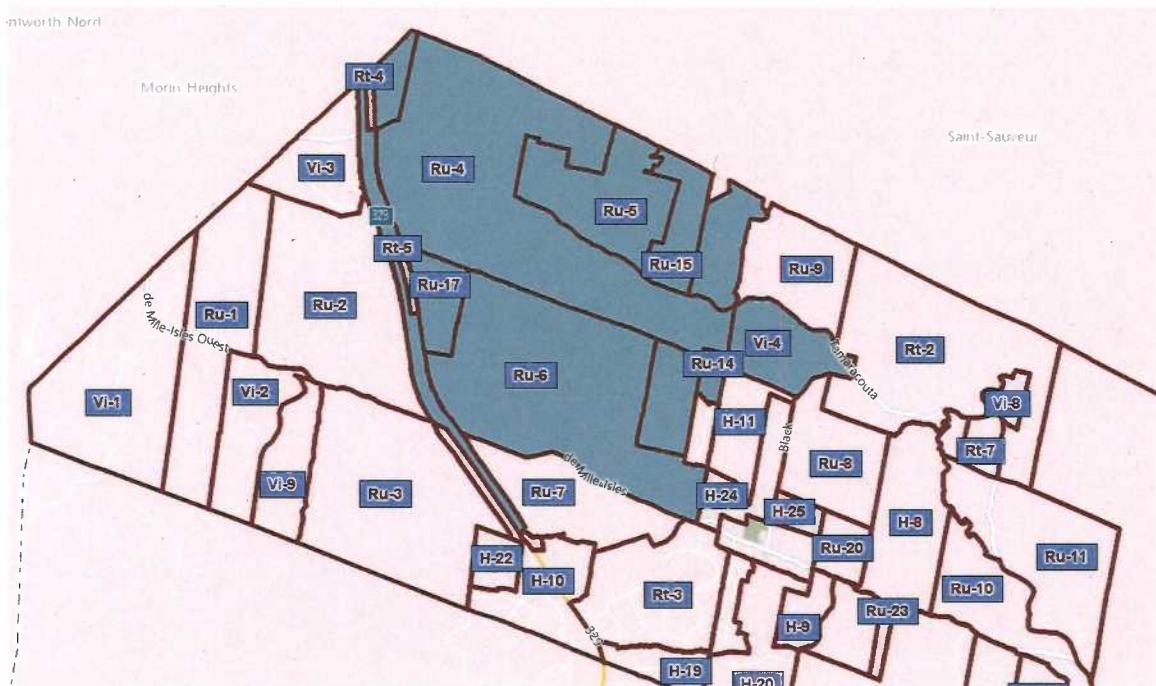 entworth Nord
Morin Heights
Saint-Sauveur
Rt-4
Vi-3
Ru-4
Ru-5
329
Rt-5
Ru-17
Ru-15
Ru-9
Ru-1
Ru-2
de Mille-Isles Ouest
Ru-14
Vi-4
Tamaracouta
Rt-2
Ru-6
Vi-1
Vi-2
Vi-8
H-11
Black
Rt-7
Ru-8
Vi-9
Ru-3
de Mille-Isles
Ru-7
H-24
H-25
H-8
Ru-20
Ru-11
H-22
H-10
Rt-3
Ru-10
Ru-23
H-9
329
H-19
H-20